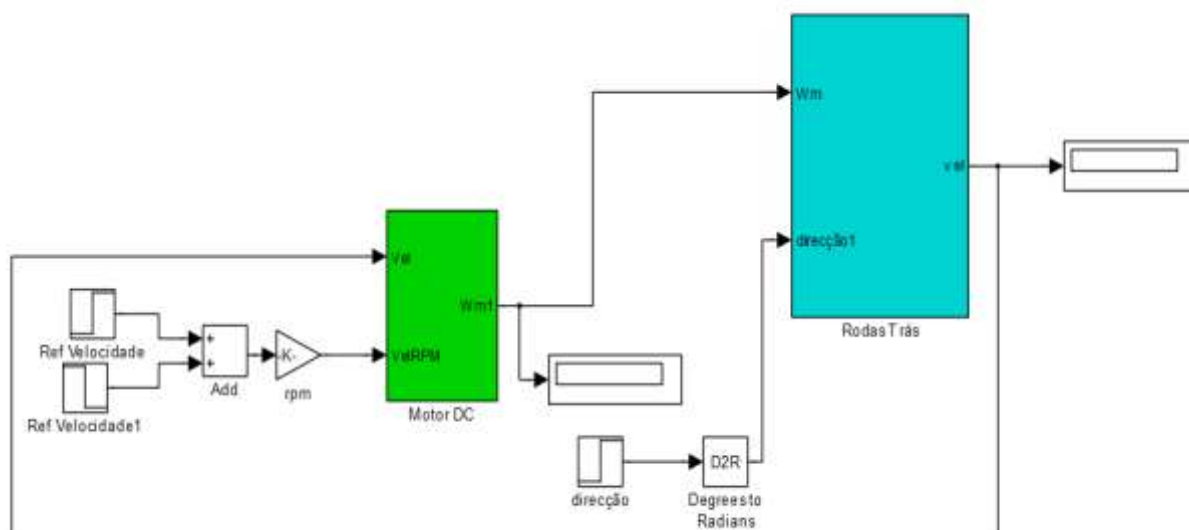 Wm
vel
direcção1
Rodas Trás
Vel
Wm1
VelRPM
Motor DC
Ref Velocidade
Ref Velocidade1
+
+
Add
-K-
rpm
direcção
D2R
Degrees to
Radians